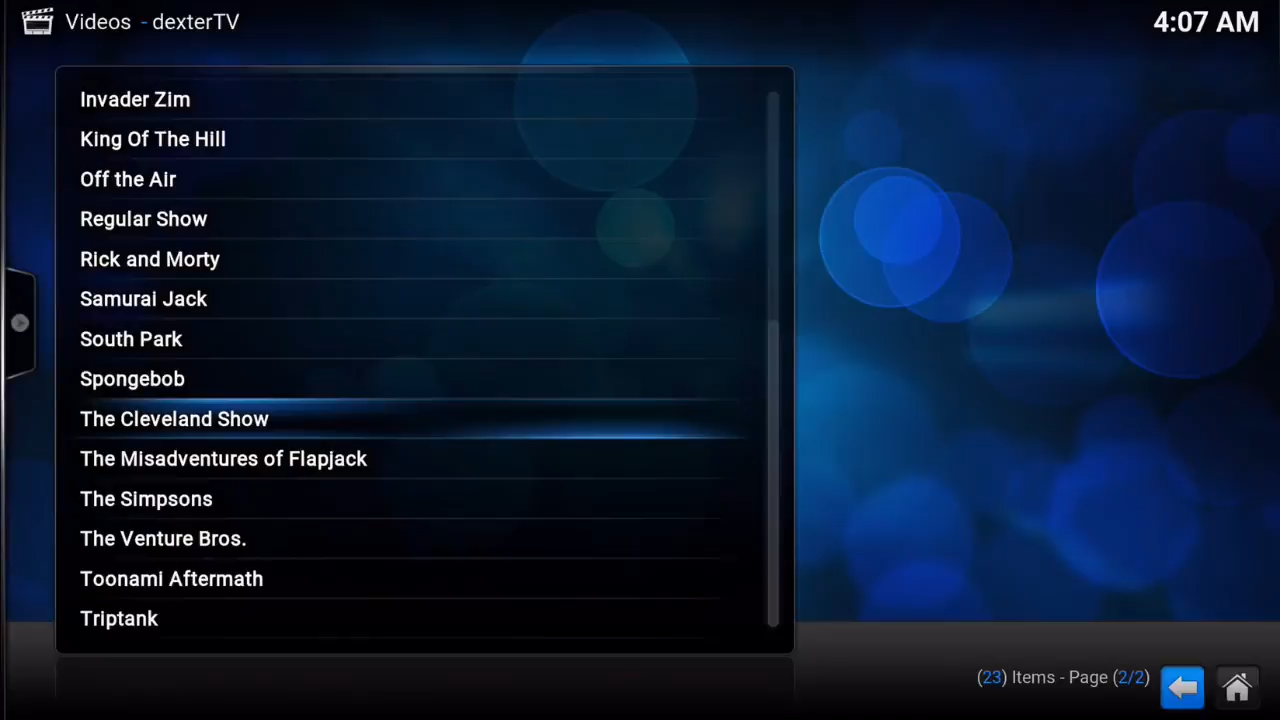 Videos - dexterTV
4:07 AM
Invader Zim
King Of The Hill
Off the Air
Regular Show
Rick and Morty
Samurai Jack
South Park
Spongebob
The Cleveland Show
The Misadventures of Flapjack
The Simpsons
The Venture Bros.
Toonami Aftermath
Triptank
(23) Items - Page (2/2)